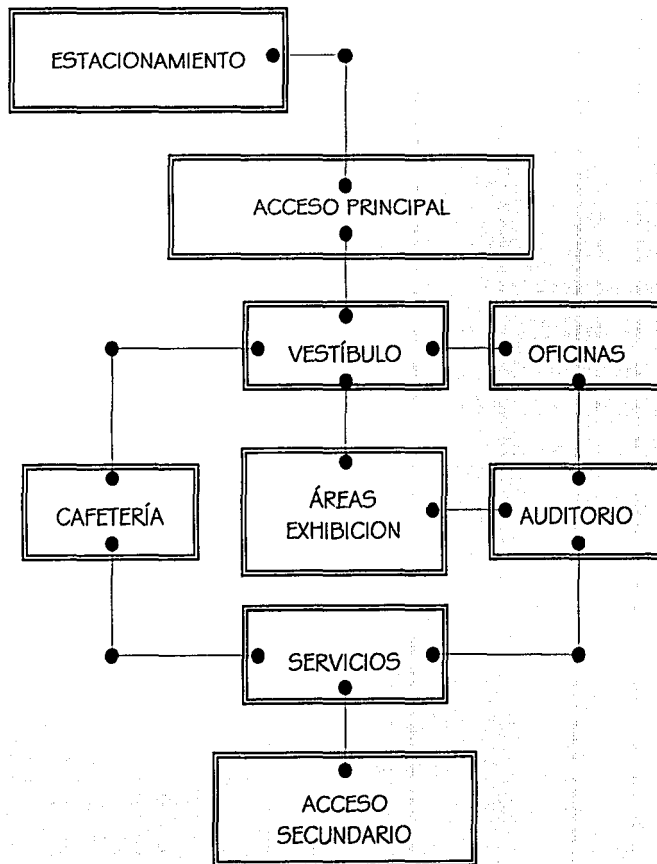 ESTACIONAMIENTO
ACCESO PRINCIPAL
VESTÍBULO
OFICINAS
CAFETERÍA
ÁREAS
EXHIBICION
AUDITORIO
SERVICIOS
ACCESO
SECUNDARIO